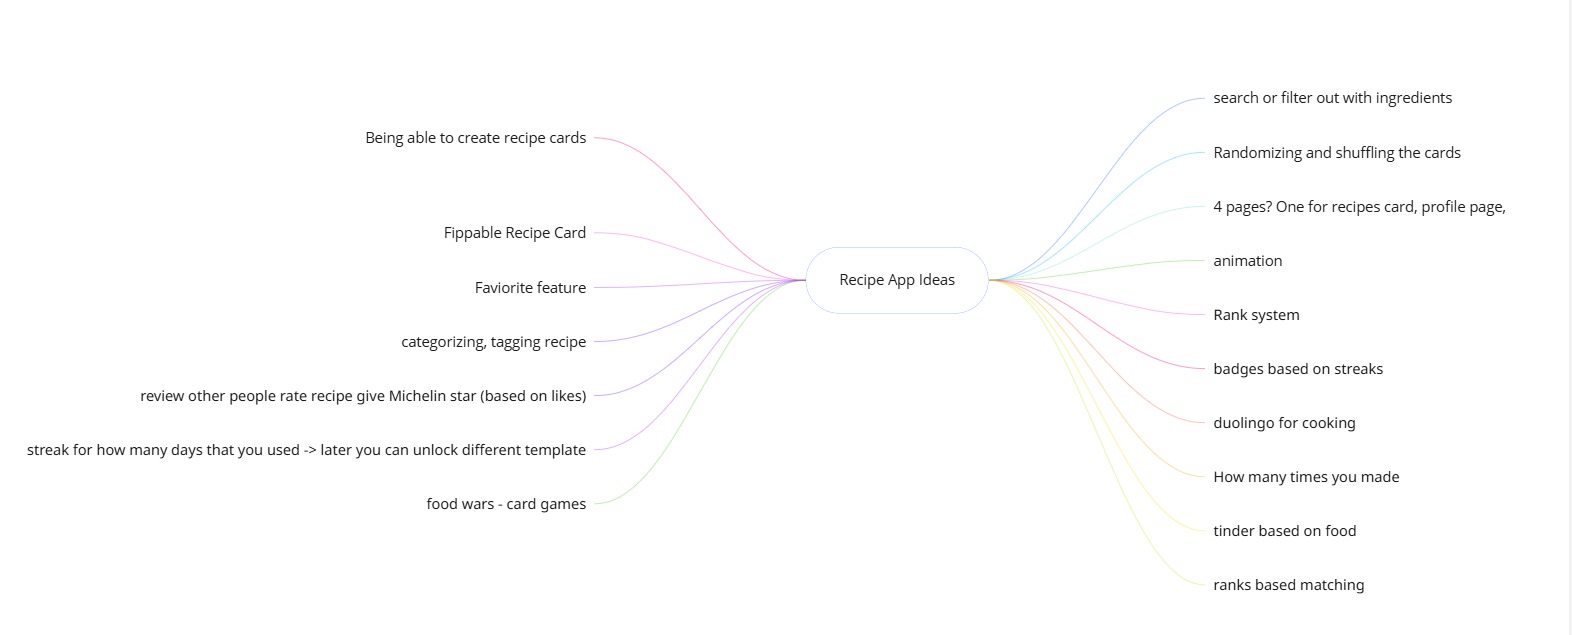 Recipe App Ideas
Being able to create recipe cards
Fippable Recipe Card
Faviorite feature
categorizing, tagging recipe
review other people rate recipe give Michelin star (based on likes)
streak for how many days that you used -> later you can unlock different template
food wars - card games
search or filter out with ingredients
Randomizing and shuffling the cards
4 pages? One for recipes card, profile page,
animation
Rank system
badges based on streaks
duolingo for cooking
How many times you made
tinder based on food
ranks based matching